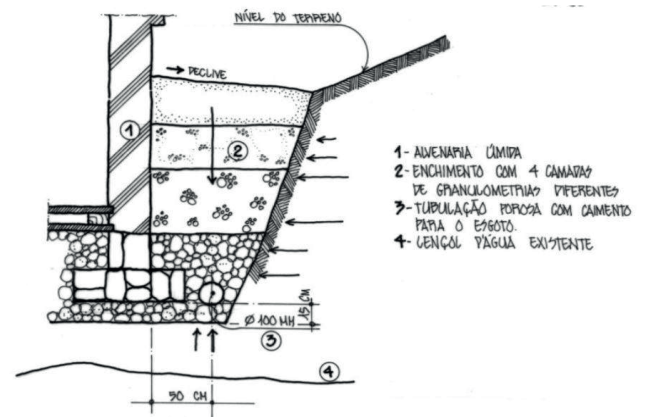 NÍVEL DO TERRENO
DECLIVE
1
2
1- ALVENARIA ÚMIDA
2- ENCHIMENTO COM 4 CAMADAS
DE GRANULOMETRIAS DIFERENTES
3- TUBULAÇÃO POROSA COM CAIMENTO
PARA O ESGOTO.
4- LENÇOL D'ÁGUA EXISTENTE
15 CM
Ø 100 MM
3
4
50 CM